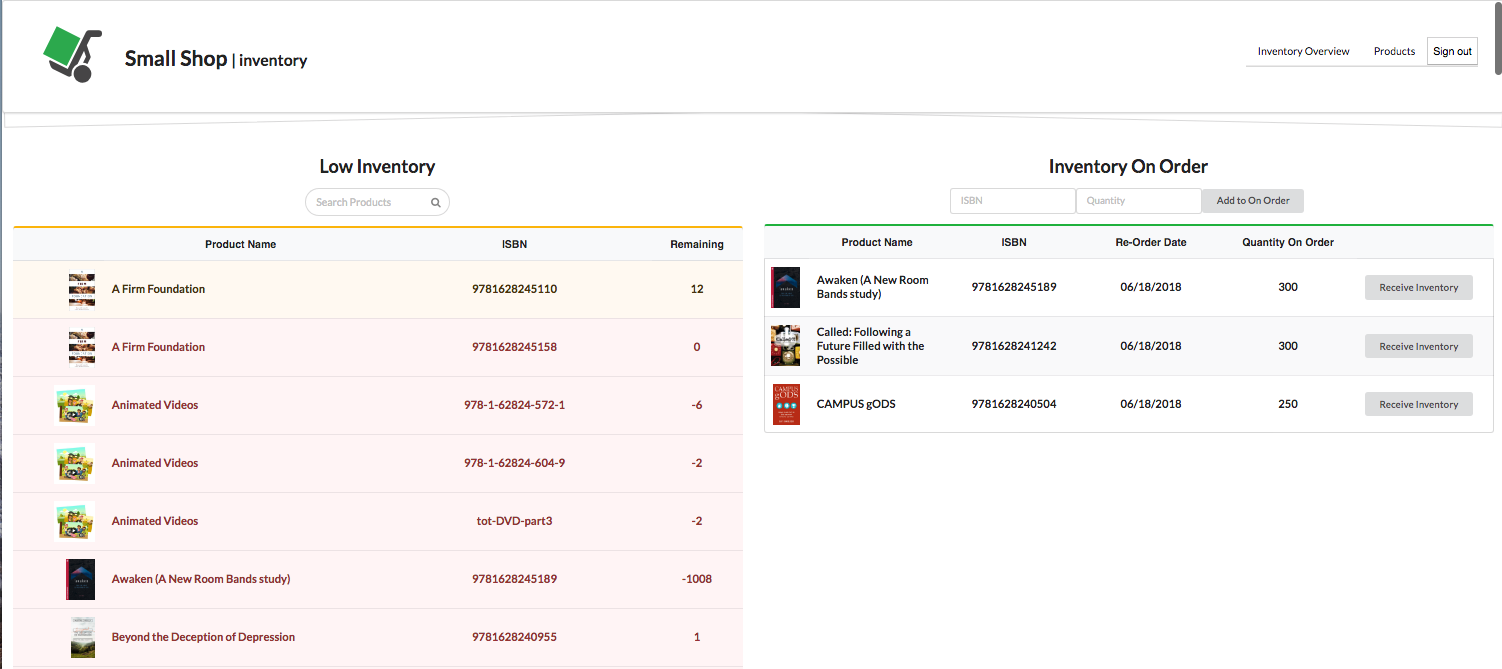 Small Shop | inventory
Inventory Overview Products Sign out
Low Inventory
Search Products
Product Name ISBN Remaining
A Firm Foundation 9781628245110 12
A Firm Foundation 9781628245158 0
Animated Videos 978-1-62824-572-1 -6
Animated Videos 978-1-62824-604-9 -2
Animated Videos tot-DVD-part3 -2
Awaken (A New Room Bands study) 9781628245189 -1008
Beyond the Deception of Depression 9781628240955 1
Inventory On Order
ISBN Quantity Add to On Order
Product Name ISBN Re-Order Date Quantity On Order
Awaken (A New Room
Bands study) 9781628245189 06/18/2018 300 Receive Inventory
Called: Following a
Future Filled with the 9781628241242 06/18/2018 300 Receive Inventory
Possible
CAMPUS gODS
CAMPUS gODS 9781628240504 06/18/2018 250 Receive Inventory